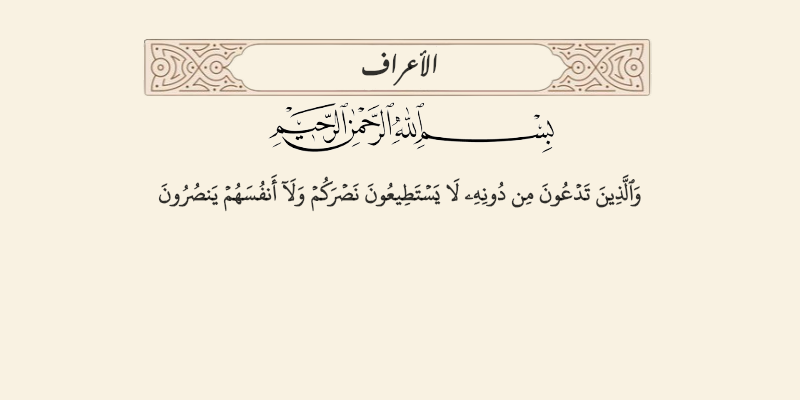 الأعراف
بِسْمِ ٱللَّهِ ٱلرَّحْمَٰنِ ٱلرَّحِيمِ
وَٱلَّذِينَ تَدْعُونَ مِن دُونِهِۦ لَا يَسْتَطِيعُونَ نَصْرَكُمْ وَلَآ أَنفُسَهُمْ يَنصُرُونَ